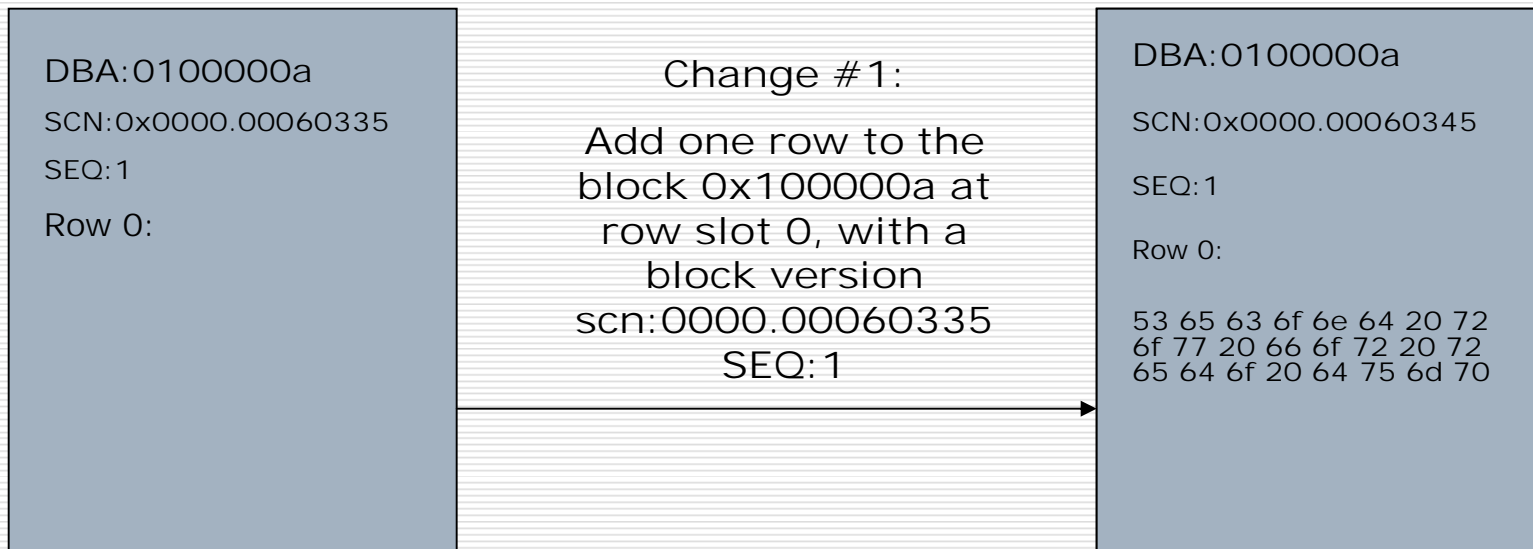 DBA:0100000a
SCN:0x0000.00060335
SEQ:1
Row 0:
Change #1:
Add one row to the
block 0x100000a at
row slot 0, with a
block version
scn:0000.00060335
SEQ:1
DBA:0100000a
SCN:0x0000.00060345
SEQ:1
Row 0:
53 65 63 6f 6e 64 20 72
6f 77 20 66 6f 72 20 72
65 64 6f 20 64 75 6d 70